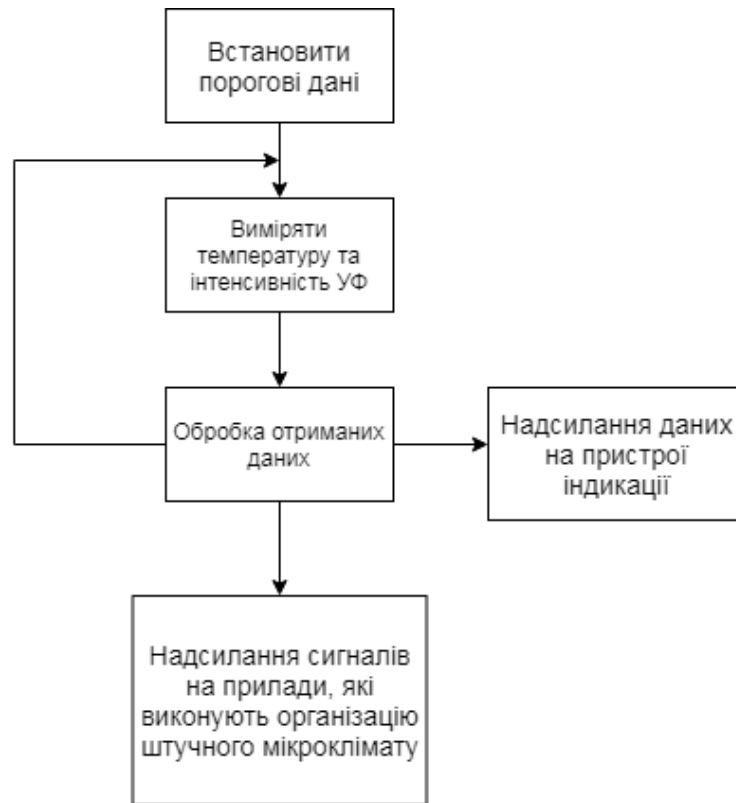 Встановити
порогові дані
Виміряти
температуру та
інтенсивність УФ
Обробка отриманих
даних
Надсилання даних
на пристрої
індикації
Надсилання сигналів
на прилади, які
виконують організацію
штучного мікроклімату